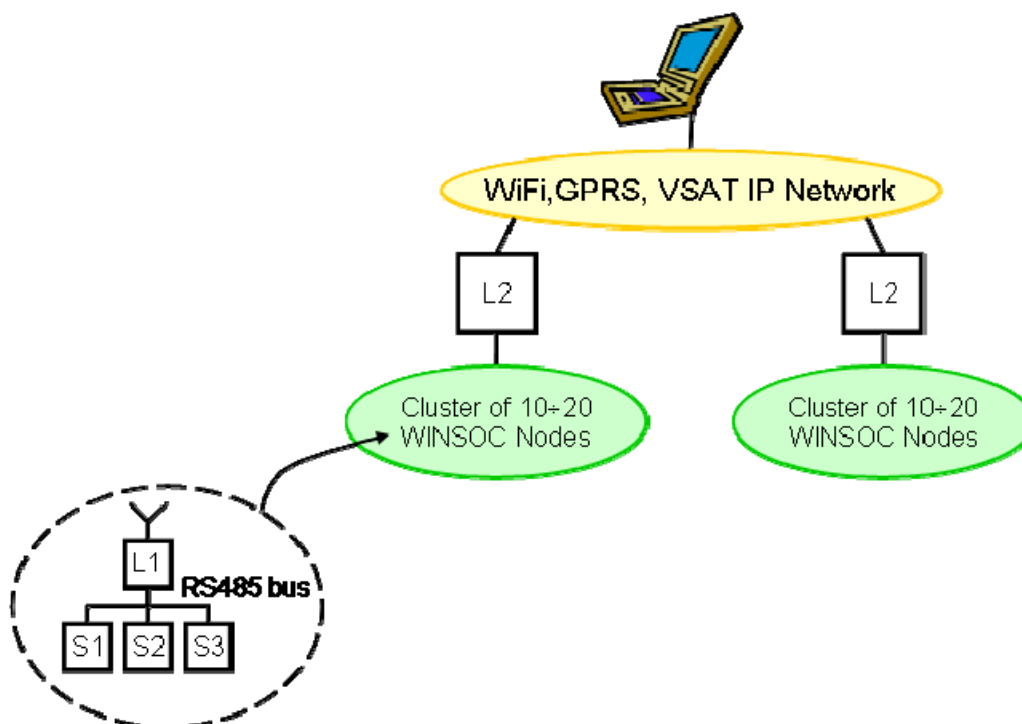 WiFi,GPRS, VSAT IP Network
L2
L2
Cluster of 10÷20
WINSOC Nodes
Cluster of 10÷20
WINSOC Nodes
L1
RS485 bus
S1 S2 S3